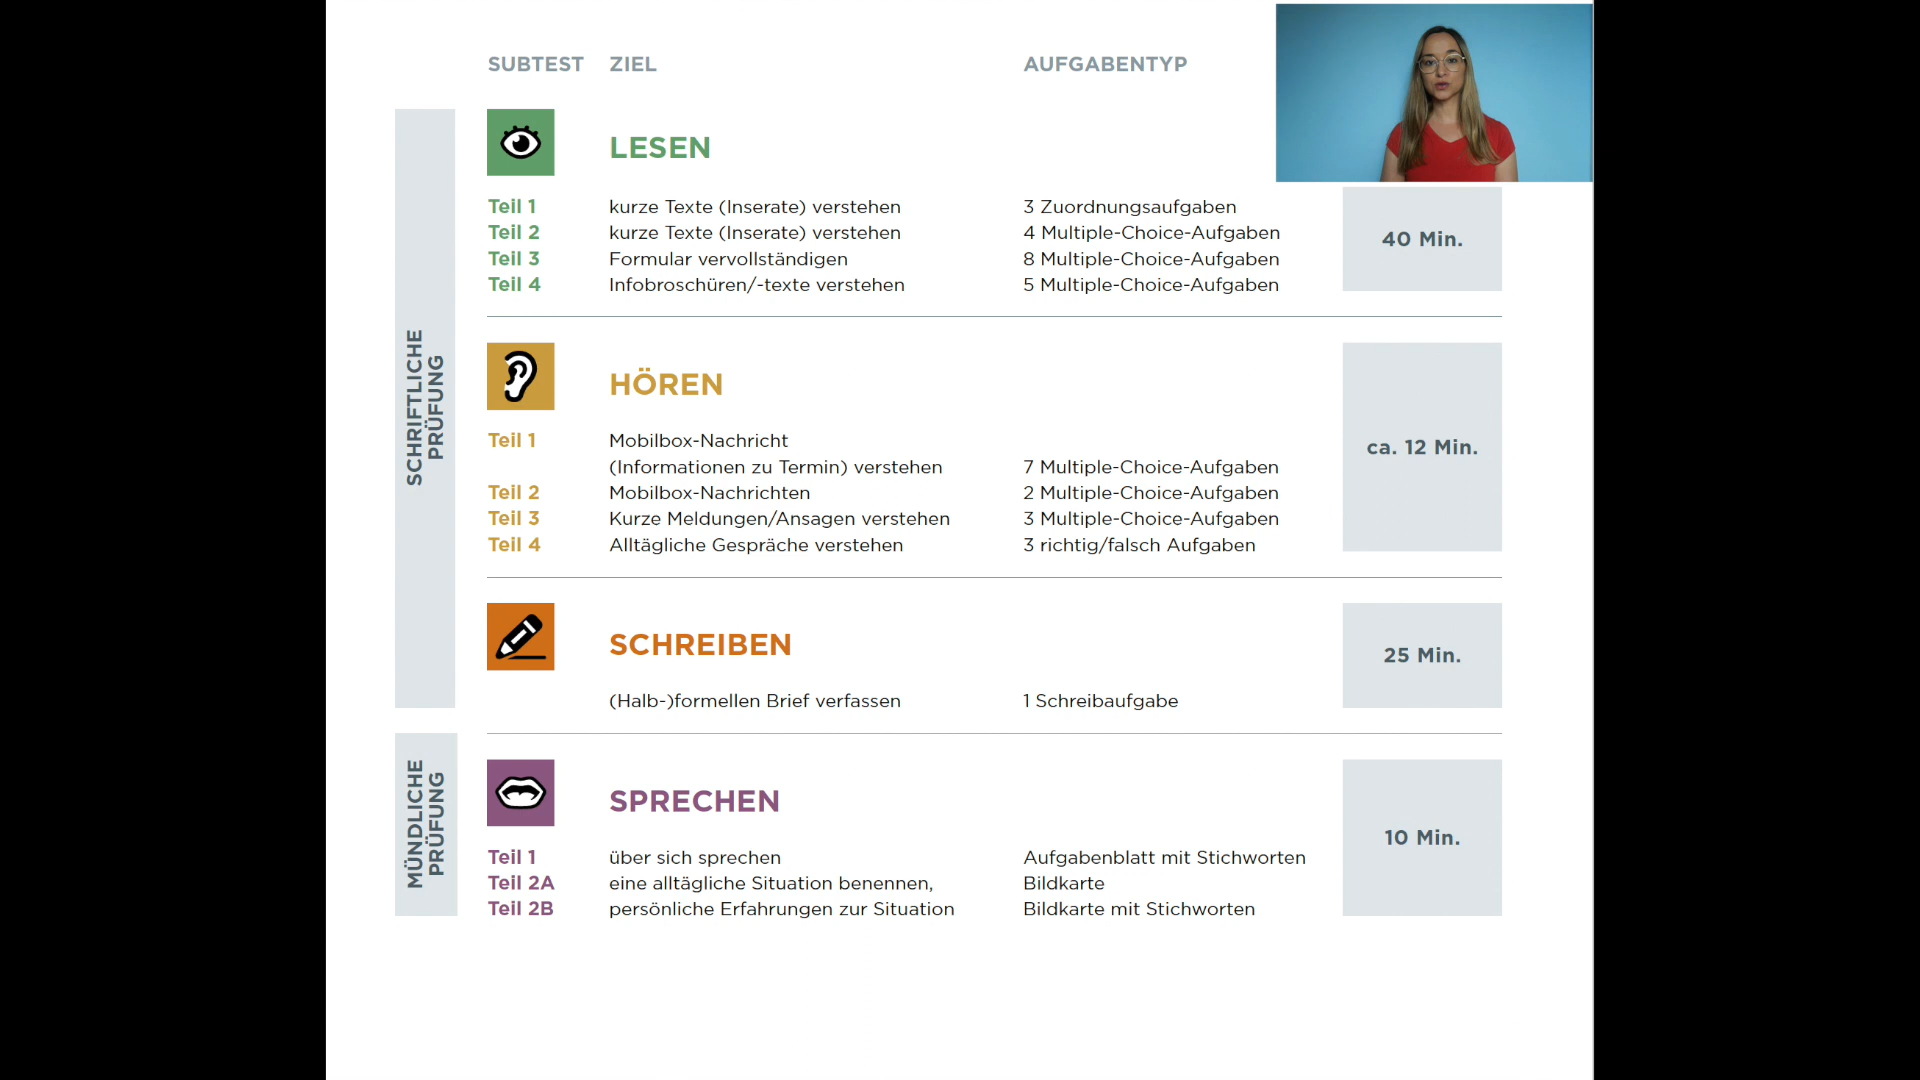 SUBTEST ZIEL AUFGABENTYP
SCHRIFTLICHE
PRÜFUNG
LESEN
Teil 1 kurze Texte (Inserate) verstehen 3 Zuordnungsaufgaben
Teil 2 kurze Texte (Inserate) verstehen 4 Multiple-Choice-Aufgaben
Teil 3 Formular vervollständigen 8 Multiple-Choice-Aufgaben
Teil 4 Infobroschüren/-texte verstehen 5 Multiple-Choice-Aufgaben
40 Min.
HÖREN
Teil 1 Mobilbox-Nachricht
(Informationen zu Termin) verstehen 7 Multiple-Choice-Aufgaben
Teil 2 Mobilbox-Nachrichten 2 Multiple-Choice-Aufgaben
Teil 3 Kurze Meldungen/Ansagen verstehen 3 Multiple-Choice-Aufgaben
Teil 4 Alltägliche Gespräche verstehen 3 richtig/falsch Aufgaben
ca. 12 Min.
SCHREIBEN
(Halb-)formellen Brief verfassen 1 Schreibaufgabe
25 Min.
MÜNDLICHE
PRÜFUNG
SPRECHEN
Teil 1 über sich sprechen Aufgabenblatt mit Stichworten
Teil 2A eine alltägliche Situation benennen, Bildkarte
Teil 2B persönliche Erfahrungen zur Situation Bildkarte mit Stichworten
10 Min.